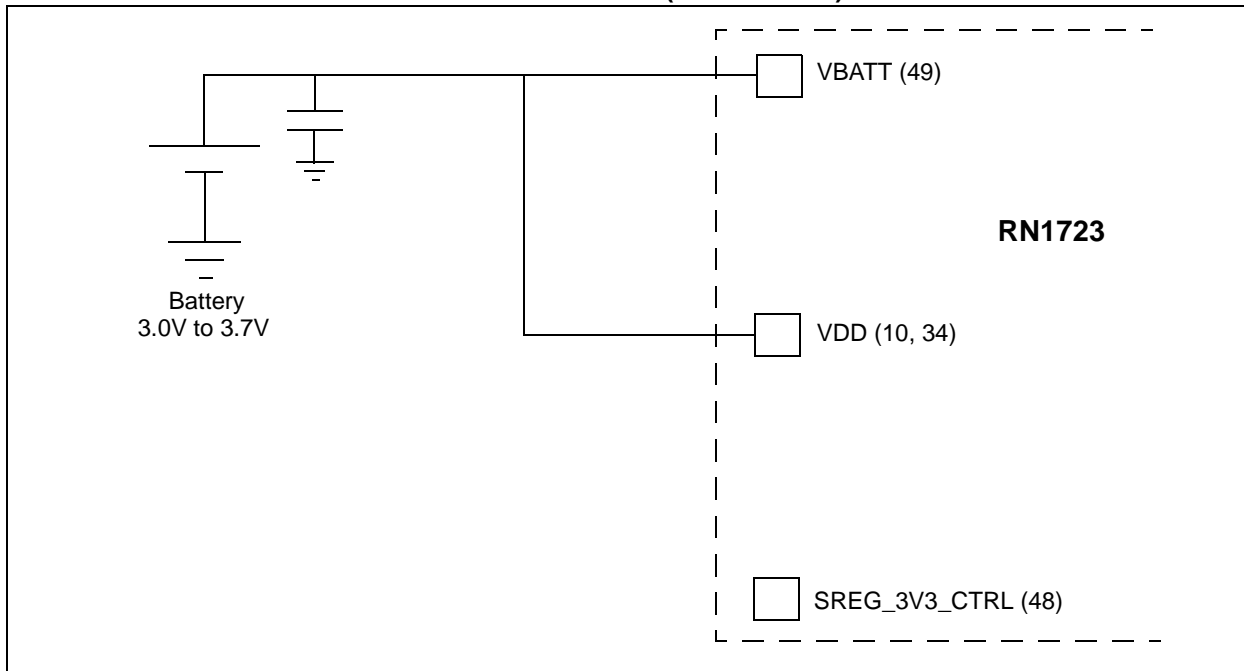 VBATT (49)
RN1723
Battery
3.0V to 3.7V
VDD (10, 34)
SREG_3V3_CTRL (48)